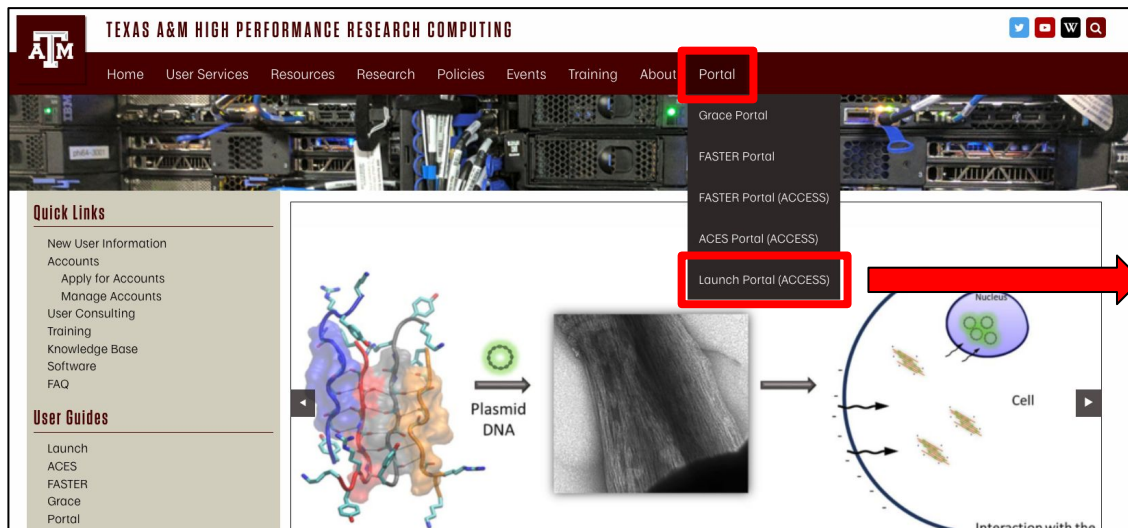 TEXAS A&M HIGH PERFORMANCE RESEARCH COMPUTING
W
ĀM
Home User Services Resources Research Policies Events Training About Portal
Grace Portal
FASTER Portal
FASTER Portal (ACCESS)
ACES Portal (ACCESS)
Launch Portal (ACCESS)
Quick Links
New User Information
Accounts
Apply for Accounts
Manage Accounts
User Consulting
Training
Knowledge Base
Software
FAQ
User Guides
Launch
ACES
FASTER
Grace
Portal
Plasmid
DNA
Nucleus
Cell
Interaction with the